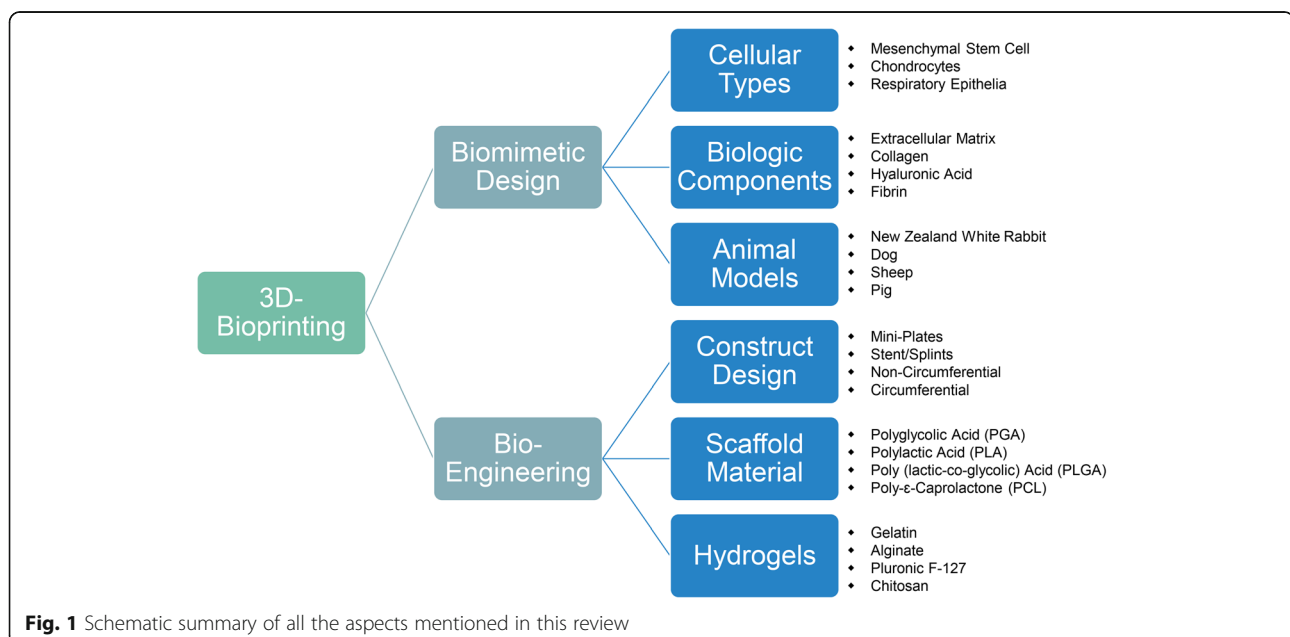 3D-
Bioprinting
Biomimetic
Design
Cellular
Types
◆ Mesenchymal Stem Cell
◆ Chondrocytes
◆ Respiratory Epithelia
Biologic
Components
◆ Extracellular Matrix
◆ Collagen
◆ Hyaluronic Acid
◆ Fibrin
Animal
Models
◆ New Zealand White Rabbit
◆ Dog
◆ Sheep
◆ Pig
Bio-
Engineering
Construct
Design
◆ Mini-Plates
◆ Stent/Splints
◆ Non-Circumferential
◆ Circumferential
Scaffold
Material
◆ Polyglycolic Acid (PGA)
◆ Polylactic Acid (PLA)
◆ Poly (lactic-co-glycolic) Acid (PLGA)
◆ Poly-ε-Caprolactone (PCL)
Hydrogels
◆ Gelatin
◆ Alginate
◆ Pluronic F-127
◆ Chitosan
Fig. 1 Schematic summary of all the aspects mentioned in this review